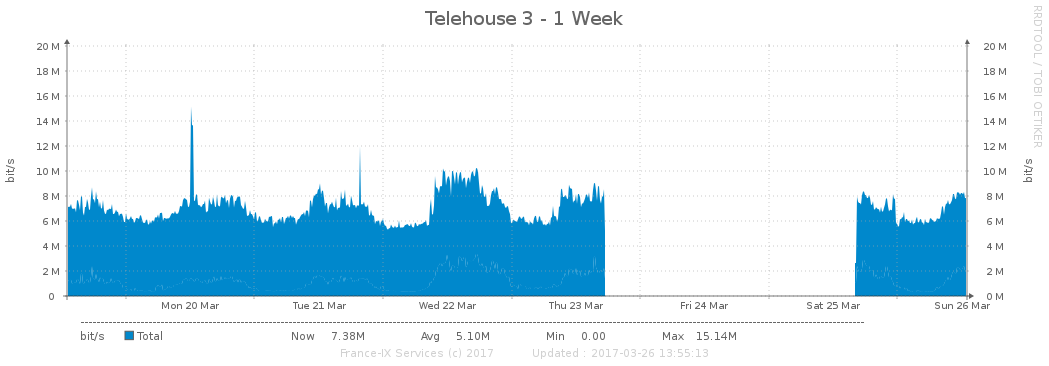 Telehouse 3 - 1 Week
RRDTOOL / TOBI OETIKER
bit/s
bit/s
20 M 20 M
18 M 18 M
16 M 16 M
14 M 14 M
12 M 12 M
10 M 10 M
8 M 8 M
6 M 6 M
4 M 4 M
2 M 2 M
0 0 M
Mon 20 Mar Tue 21 Mar Wed 22 Mar Thu 23 Mar Fri 24 Mar Sat 25 Mar Sun 26 Mar
bit/s Total Now 7.38M Avg 5.10M Min 0.00 Max 15.14M
France-IX Services (c) 2017 Updated : 2017-03-26 13:55:13